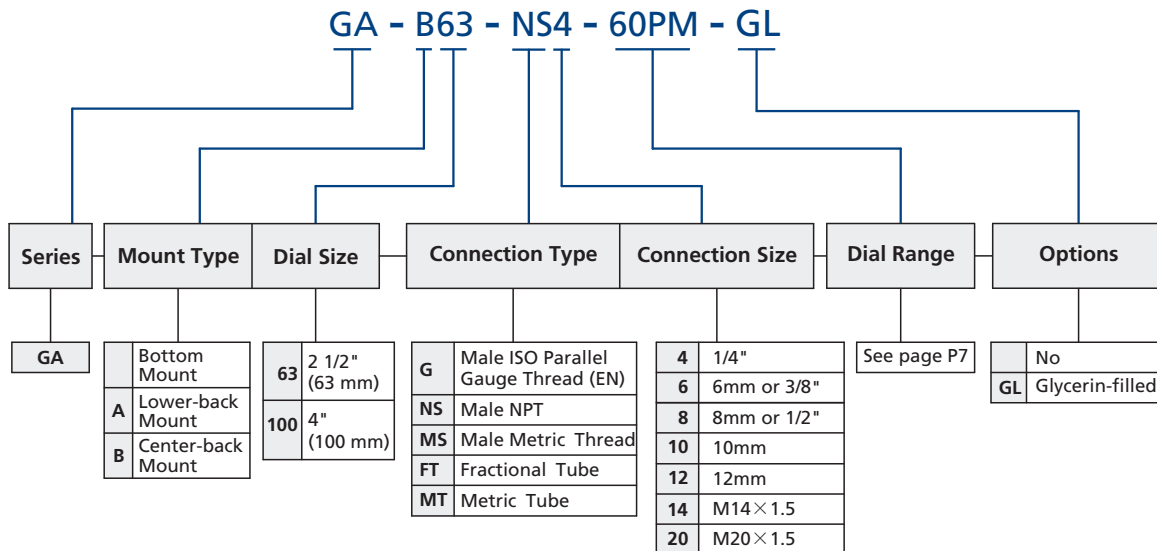 GA - B63 - NS4 - 60PM - GL
Series
Mount Type
Dial Size
Connection Type
Connection Size
Dial Range
Options
GA
Bottom
Mount
A Lower-back
Mount
B Center-back
Mount
63 2 1/2"
(63 mm)
100 4"
(100 mm)
G Male ISO Parallel
Gauge Thread (EN)
NS Male NPT
MS Male Metric Thread
FT Fractional Tube
MT Metric Tube
4 1/4"
6 6mm or 3/8"
8 8mm or 1/2"
10 10mm
12 12mm
14 M14×1.5
20 M20×1.5
See page P7
No
GL Glycerin-filled